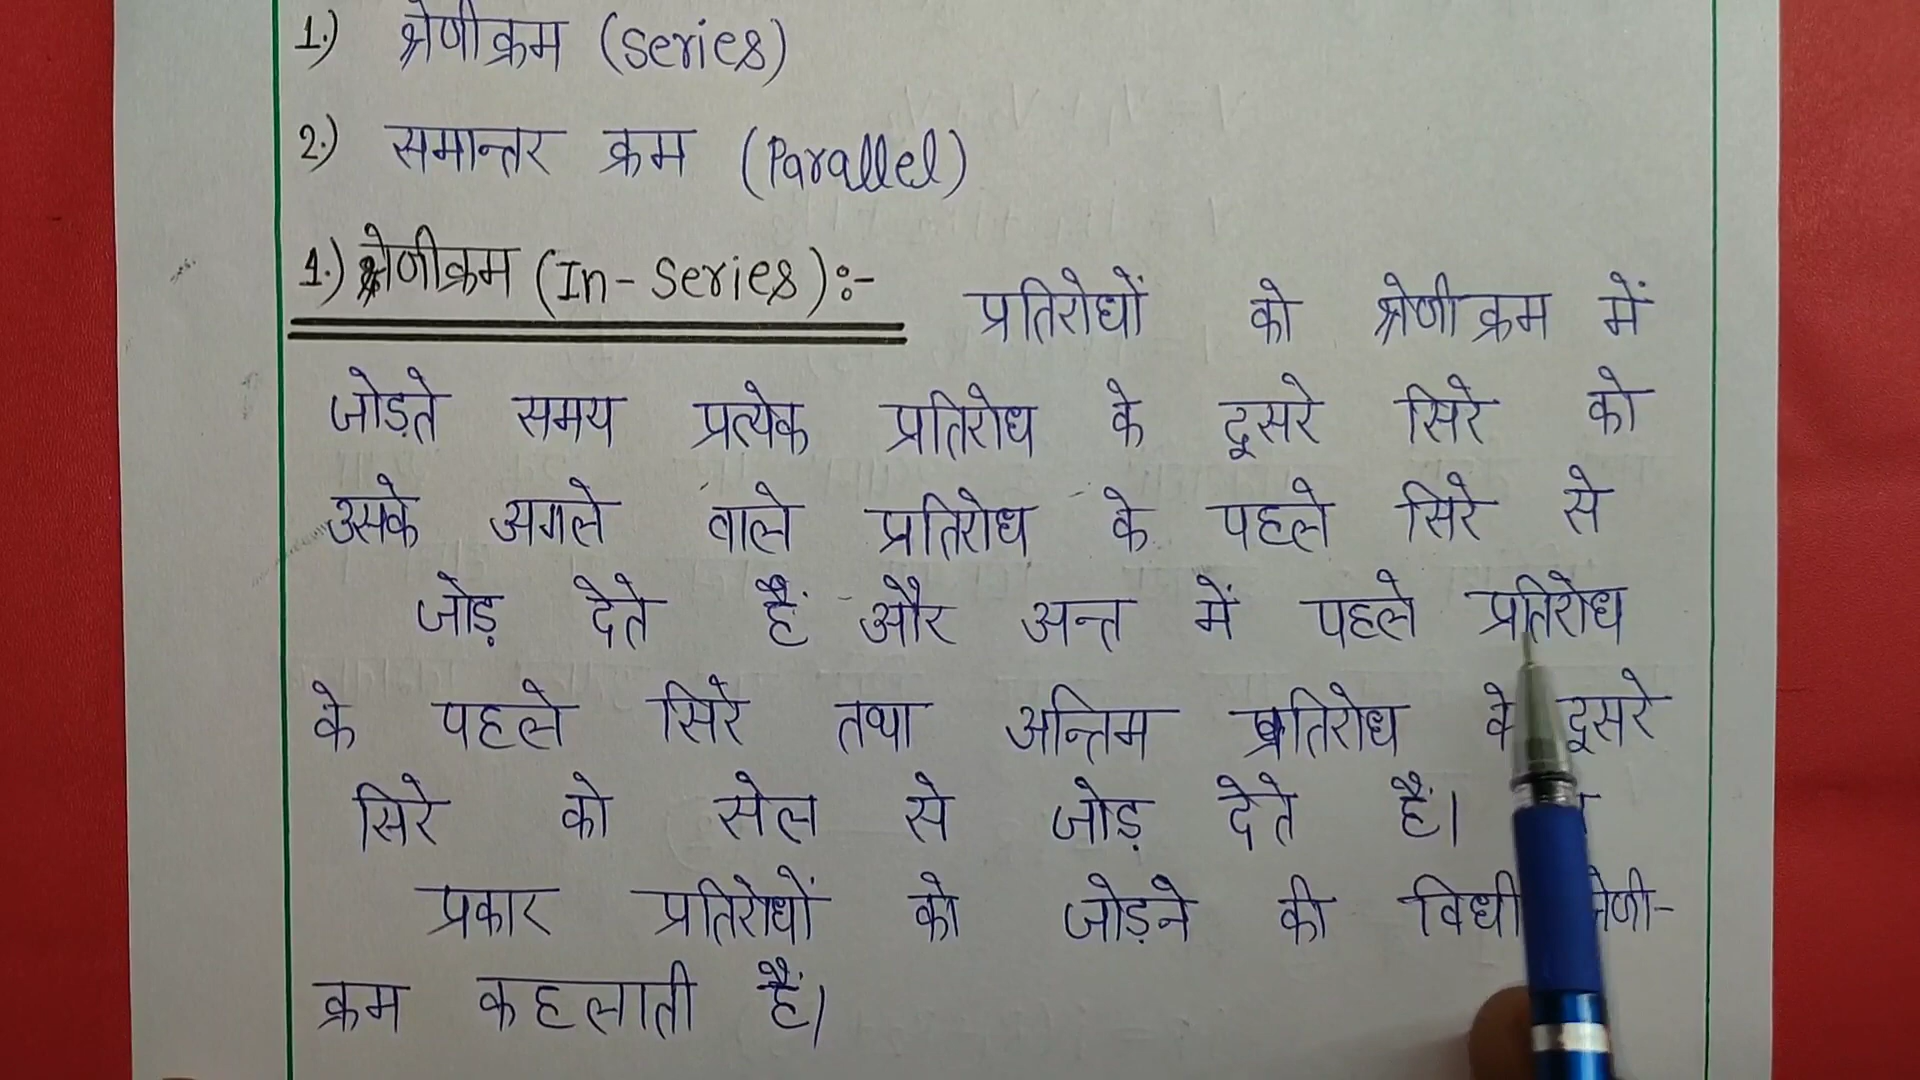 1.) श्रेणीक्रम (Series)
2.) समान्तर क्रम (Parallel)
1.) श्रेणीक्रम (In-Series):-
प्रतिरोधों को श्रेणीक्रम में
जोड़ते समय प्रत्येक प्रतिरोध के दूसरे सिरे को
उसके अगले वाले प्रतिरोध के पहले सिरे से
जोड़ देते हैं और अन्त में पहले प्रतिरोध
के पहले सिरे तथा अन्तिम प्रतिरोध के दूसरे
सिरे को सेल से जोड़ देते हैं।
प्रकार प्रतिरोधों को जोड़ने की विधी
क्रम कहलाती हैं।